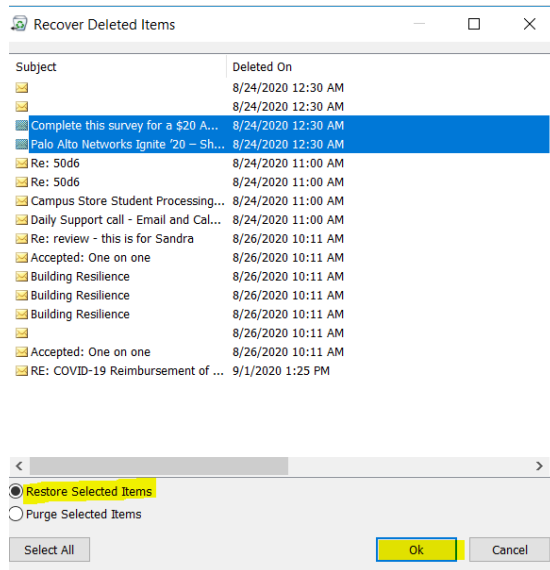 Recover Deleted Items
Subject Deleted On
8/24/2020 12:30 AM
8/24/2020 12:30 AM
Complete this survey for a $20 A... 8/24/2020 12:30 AM
Palo Alto Networks Ignite '20 – Sh... 8/24/2020 12:30 AM
Re: 50d6 8/24/2020 11:00 AM
Re: 50d6 8/24/2020 11:00 AM
Campus Store Student Processing... 8/24/2020 11:00 AM
Daily Support call - Email and Cal... 8/24/2020 11:00 AM
Re: review - this is for Sandra 8/26/2020 10:11 AM
Accepted: One on one 8/26/2020 10:11 AM
Building Resilience 8/26/2020 10:11 AM
Building Resilience 8/26/2020 10:11 AM
Building Resilience 8/26/2020 10:11 AM
8/26/2020 10:11 AM
Accepted: One on one 8/26/2020 10:11 AM
RE: COVID-19 Reimbursement of ... 9/1/2020 1:25 PM
Restore Selected Items
Purge Selected Items
Select All Ok Cancel